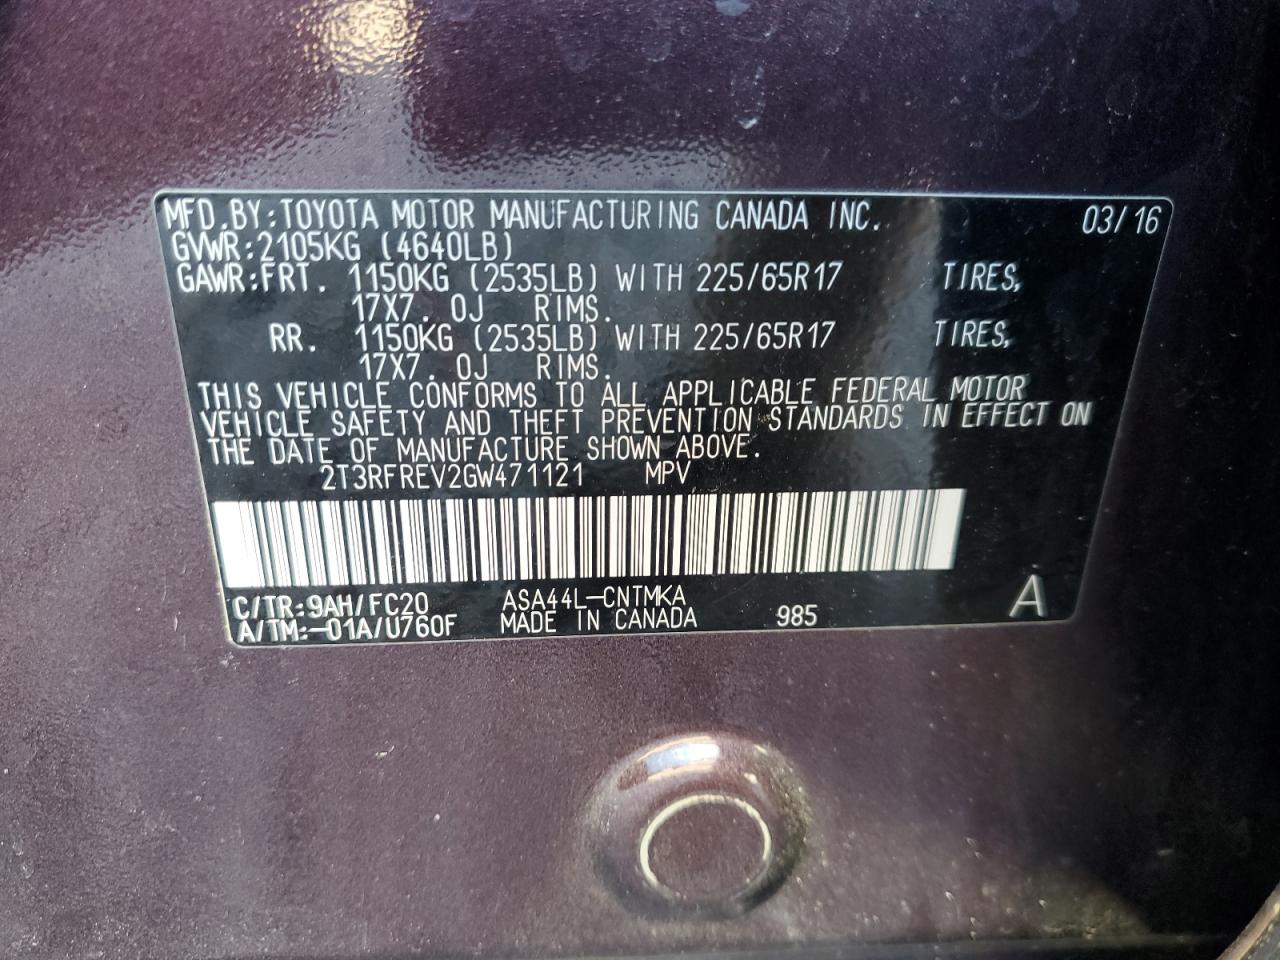 MFD.BY:TOYOTA MOTOR MANUFACTURING CANADA INC. 03/16
GVWR:2105KG (4640LB)
GAWR:FRT. 1150KG (2535LB) WITH 225/65R17 TIRES,
17X7.0J RIMS.
RR. 1150KG (2535LB) WITH 225/65R17 TIRES,
17X7.0J RIMS.
THIS VEHICLE CONFORMS TO ALL APPLICABLE FEDERAL MOTOR
VEHICLE SAFETY AND THEFT PREVENTION STANDARDS IN EFFECT ON
THE DATE OF MANUFACTURE SHOWN ABOVE.
2T3RFREV2GW471121 MPV
C/TR:9AH/FC20 ASA44L-CNTMKA
A/TM:-01A/U760F MADE IN CANADA 985 A